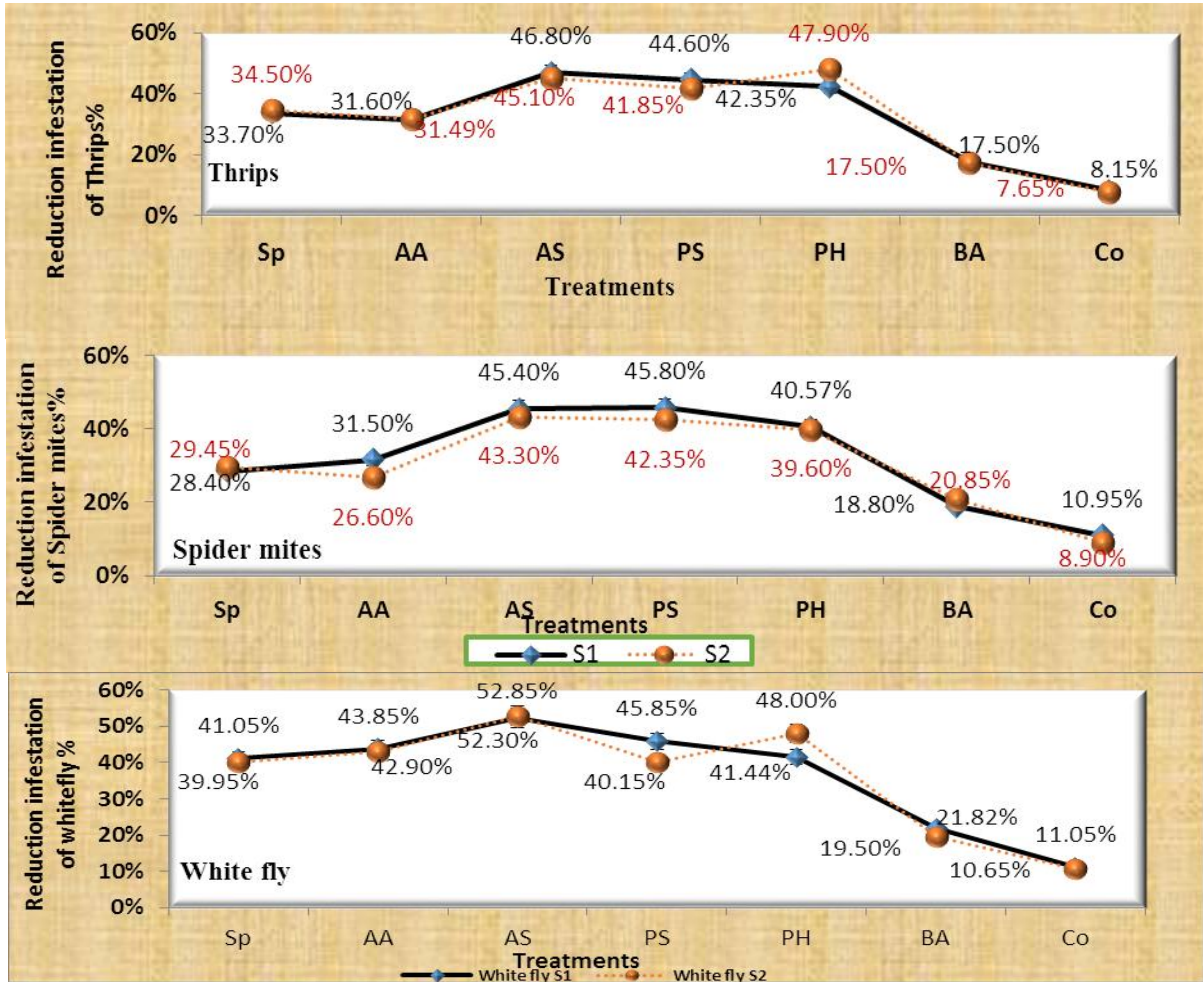 60%
40%
20%
0%
Reduction infestation
of Thrips%
46.80% 44.60% 47.90%
34.50%
31.60%
33.70% 31.49% 45.10% 41.85% 42.35%
17.50% 17.50% 8.15%
7.65%
Thrips
Sp AA AS PS PH BA Co
Treatments
60%
40%
20%
0%
Reduction infestation
of Spider mites%
45.40% 45.80% 40.57%
31.50%
29.45%
28.40% 43.30% 42.35% 39.60%
26.60% 18.80% 20.85% 10.95%
8.90%
Spider mites
Sp AA AS PS PH BA Co
Treatments
S1 S2
60%
50%
40%
30%
20%
10%
0%
Reduction infestation
of whitefly%
52.85%
41.05% 43.85% 45.85% 48.00%
52.30%
39.95% 42.90% 40.15% 41.44%
21.82% 11.05%
19.50% 10.65%
White fly
Sp AA AS PS PH BA Co
Treatments
White fly S1 White fly S2